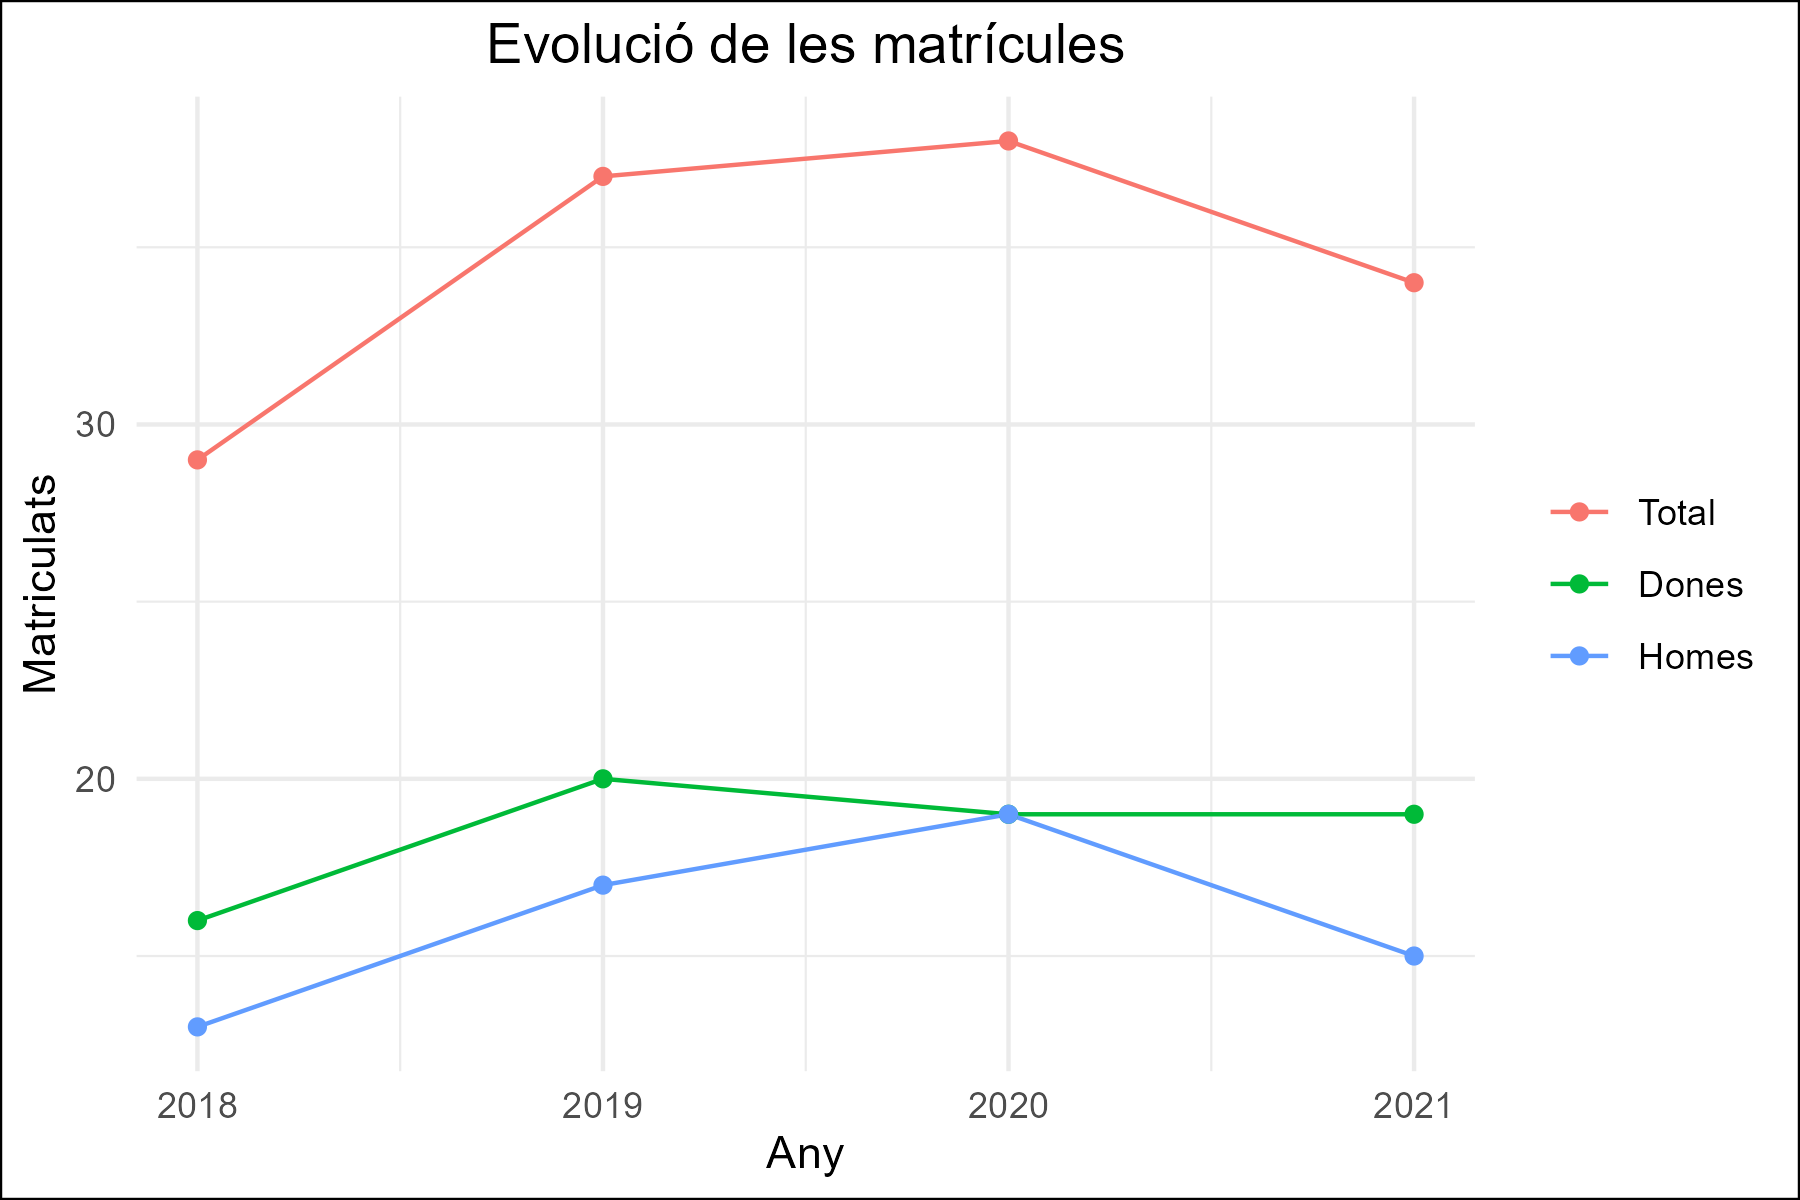 Evolució de les matrícules
Matriculats
30
20
2018 2019 2020 2021
Any
Total
Dones
Homes